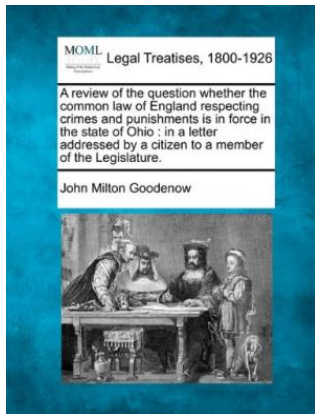 MOML Legal Treatises, 1800-1926
A review of the question whether the
common law of England respecting
crimes and punishments is in force in
the state of Ohio : in a letter
addressed by a citizen to a member
of the Legislature.
John Milton Goodenow